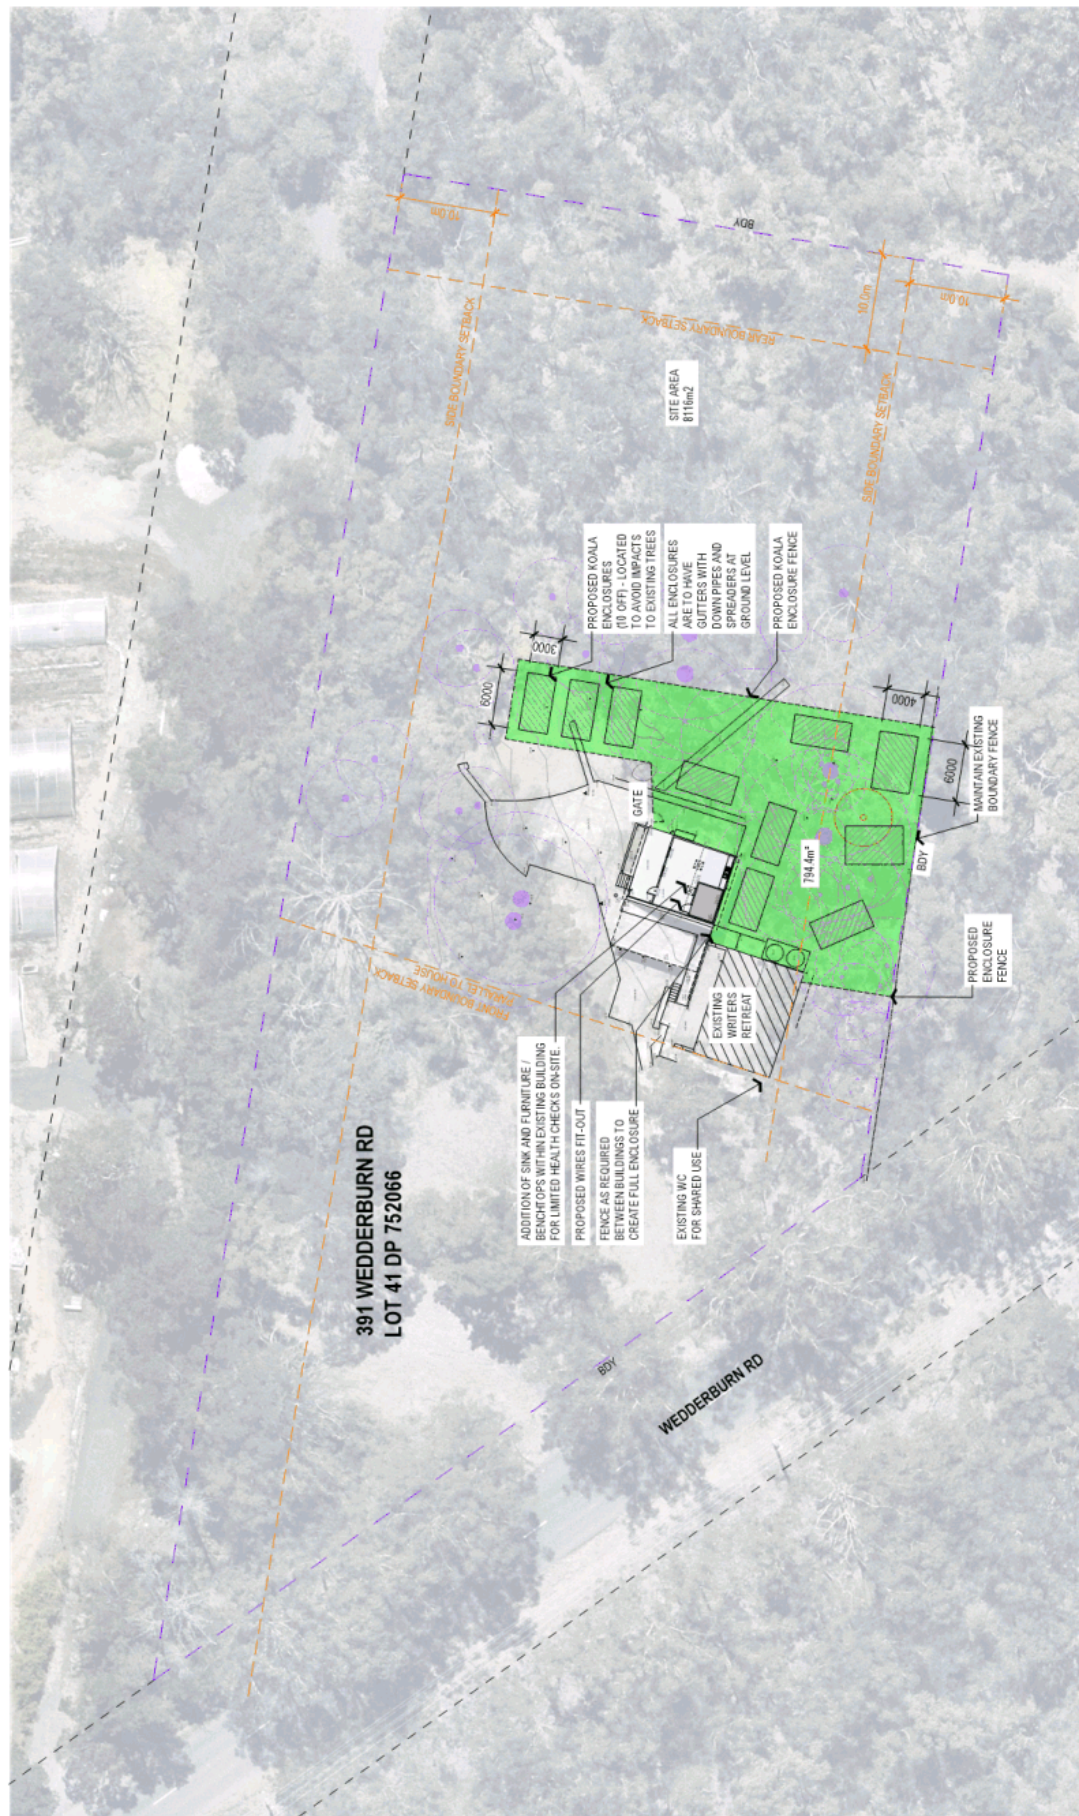 391 WEDDERBURN RD
LOT 41 DP 752066
ADDITION OF SINK AND FURNITURE /
BENCHTOPS WITHIN EXISTING BUILDING
FOR LIMITED HEALTH CHECKS ON-SITE.
PROPOSED WIRES FIT-OUT
FENCE AS REQUIRED
BETWEEN BUILDINGS TO
CREATE FULL ENCLOSURE
EXISTING WC
FOR SHARED USE
FRONT BOUNDARY SETBACK
PARALLEL TO HOUSE
EXISTING
WRITERS
RETREAT
GATE
6000
3000
PROPOSED KOALA
ENCLOSURES
(10 OFF) - LOCATED
TO AVOID IMPACTS
TO EXISTING TREES
ALL ENCLOSURES
ARE TO HAVE
GUTTERS WITH
DOWN PIPES AND
SPREADERS AT
GROUND LEVEL
PROPOSED KOALA
ENCLOSURE FENCE
794.4m²
4000
6000
MAINTAIN EXISTING
BOUNDARY FENCE
BDY
PROPOSED
ENCLOSURE
FENCE
SITE AREA
8116m2
SIDE BOUNDARY SETBACK
REAR BOUNDARY SETBACK
SIDE BOUNDARY SETBACK
10.0m
10.0m
10.0m
BDY
BDY
WEDDERBURN RD